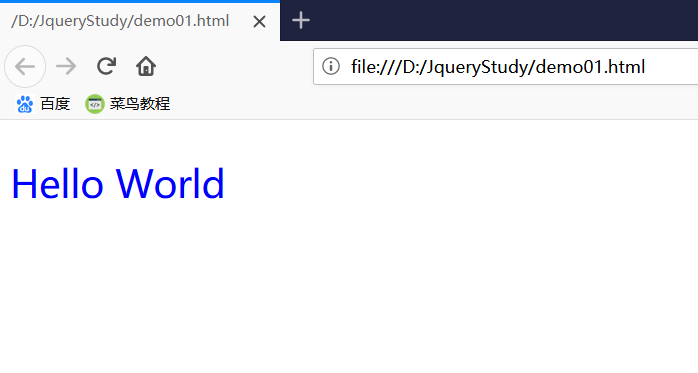 /D:/JqueryStudy/demo01.html
file:///D:/JqueryStudy/demo01.html
百度 菜鸟教程
Hello World